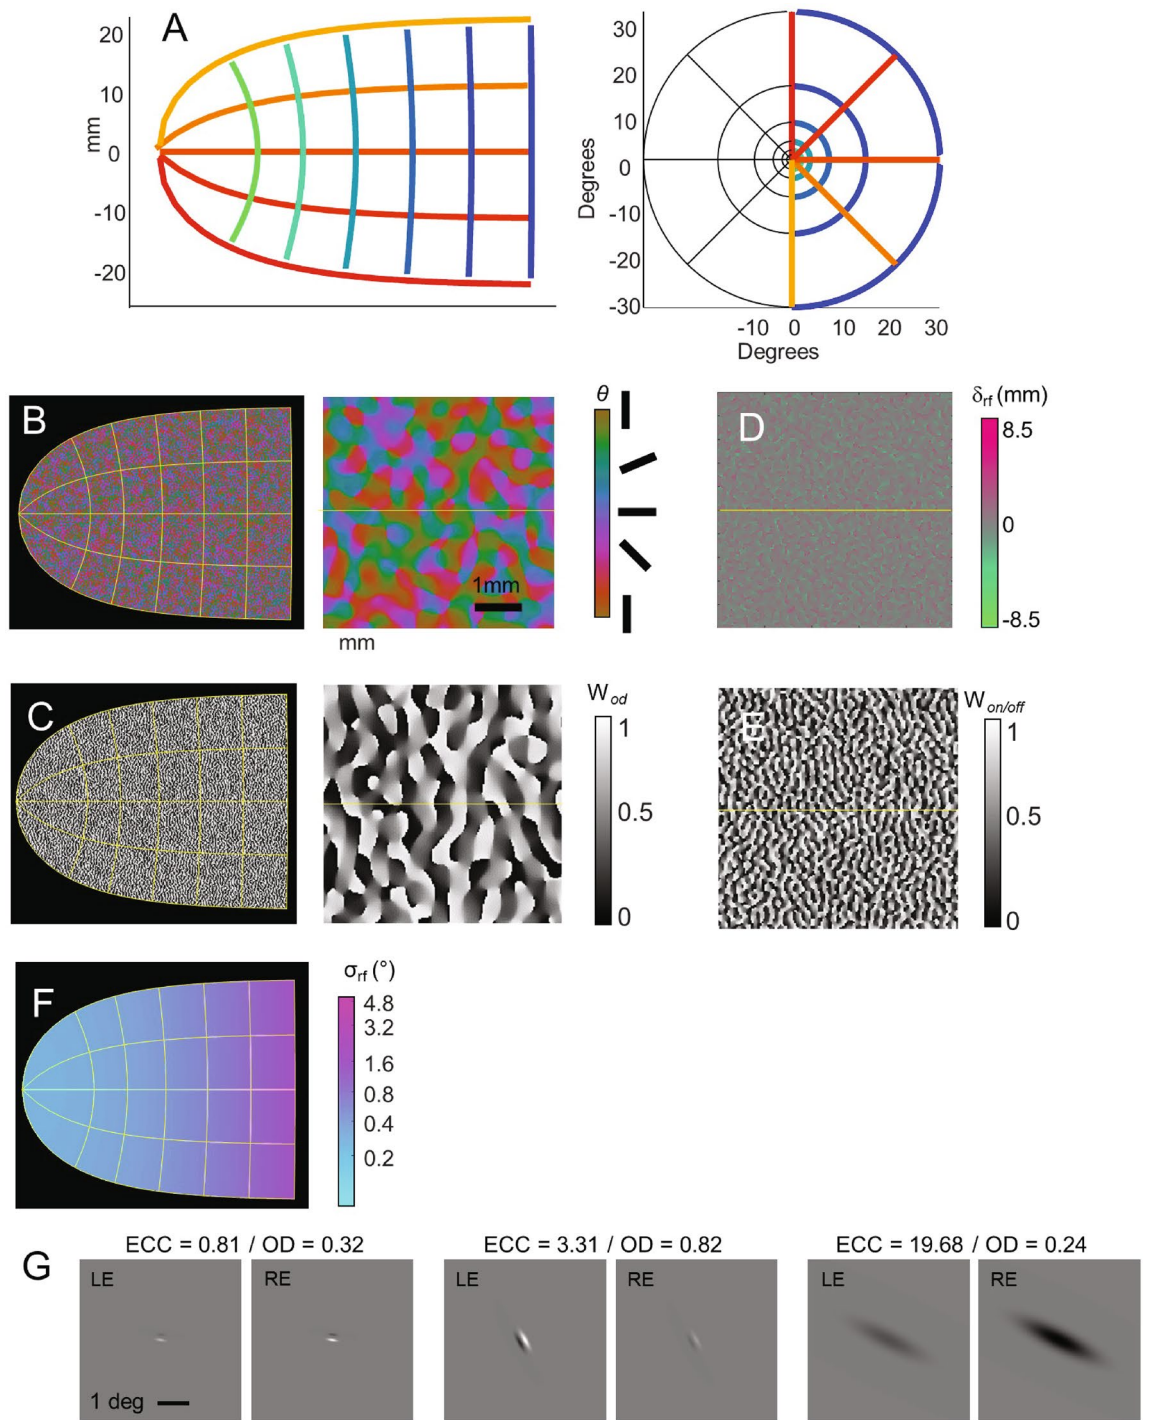 A
mm
20
10
0
-10
-20
Degrees
30
20
10
0
-10
-20
-30
-10 0 10 20 30
Degrees
B
1mm
mm
θ
D
δrf (mm)
8.5
0
-8.5
C
Wod
1
0.5
0
E
Won/off
1
0.5
0
F
σrf (°)
4.8
3.2
1.6
0.8
0.4
0.2
G
ECC = 0.81 / OD = 0.32
LE RE
1 deg
ECC = 3.31 / OD = 0.82
LE RE
ECC = 19.68 / OD = 0.24
LE RE